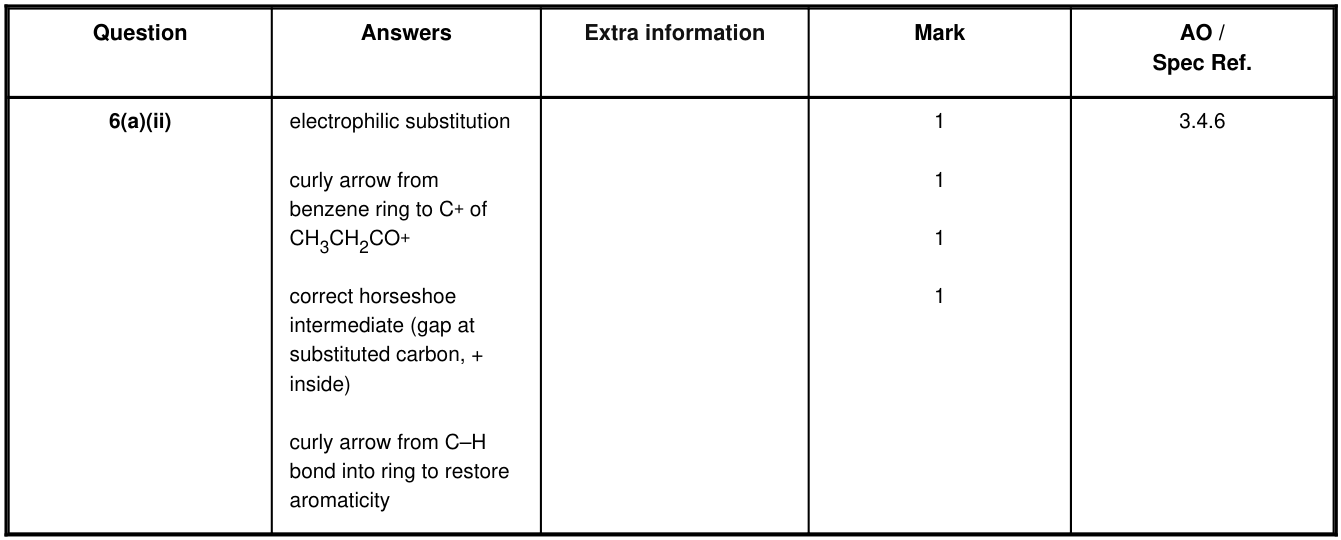 Question Answers Extra information Mark AO /
Spec Ref.
6(a)(ii) electrophilic substitution 1 3.4.6
curly arrow from 1
benzene ring to C+ of
CH3CH2CO+ 1
correct horseshoe 1
intermediate (gap at
substituted carbon, +
inside)
curly arrow from C–H
bond into ring to restore
aromaticity